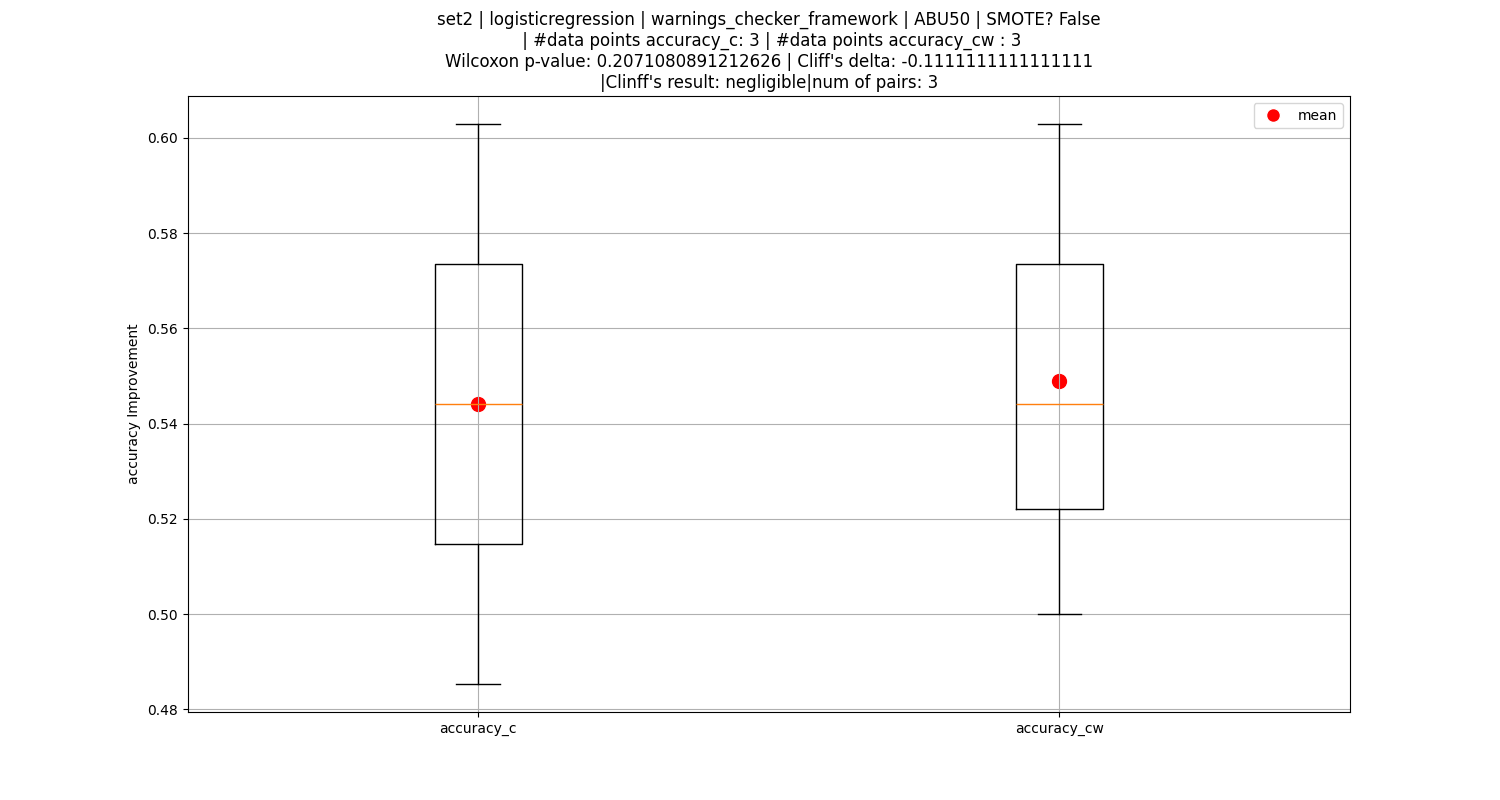 set2 | logisticregression | warnings_checker_framework | ABU50 | SMOTE? False
| #data points accuracy_c: 3 | #data points accuracy_cw : 3
Wilcoxon p-value: 0.2071080891212626 | Cliff's delta: -0.1111111111111111
|Clinff's result: negligible|num of pairs: 3
mean
accuracy Improvement
0.60
0.58
0.56
0.54
0.52
0.50
0.48
accuracy_c
accuracy_cw